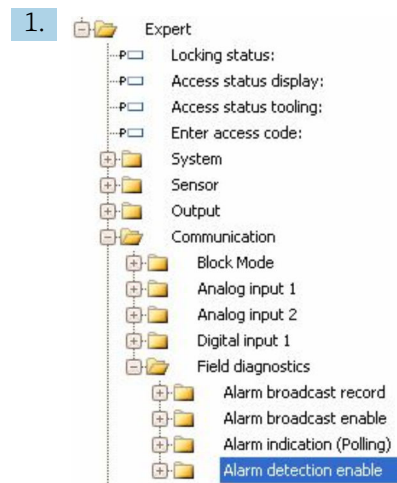 1.
Expert
Locking status:
Access status display:
Access status tooling:
Enter access code:
System
Sensor
Output
Communication
Block Mode
Analog input 1
Analog input 2
Digital input 1
Field diagnostics
Alarm broadcast record
Alarm broadcast enable
Alarm indication (Polling)
Alarm detection enable